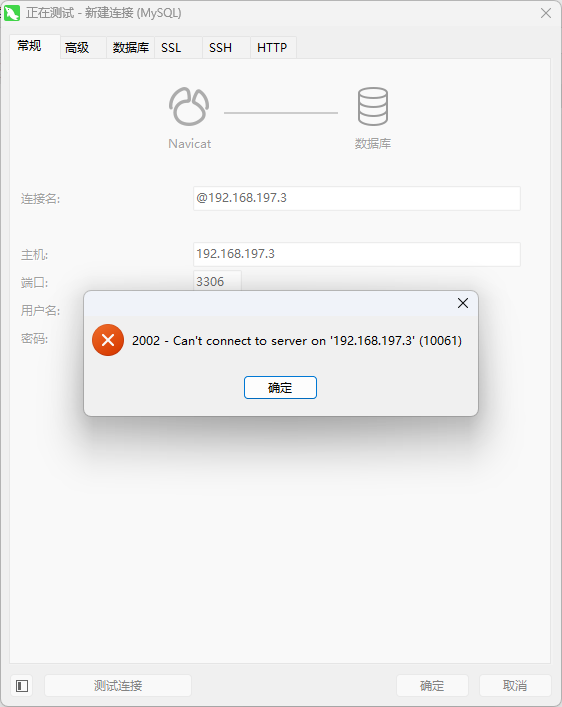 正在测试 - 新建连接 (MySQL)
常规 高级 数据库 SSL SSH HTTP
Navicat 数据库
连接名: @192.168.197.3
主机: 192.168.197.3
端口: 3306
用户名:
密码:
2002 - Can't connect to server on '192.168.197.3' (10061)
确定
测试连接 确定 取消